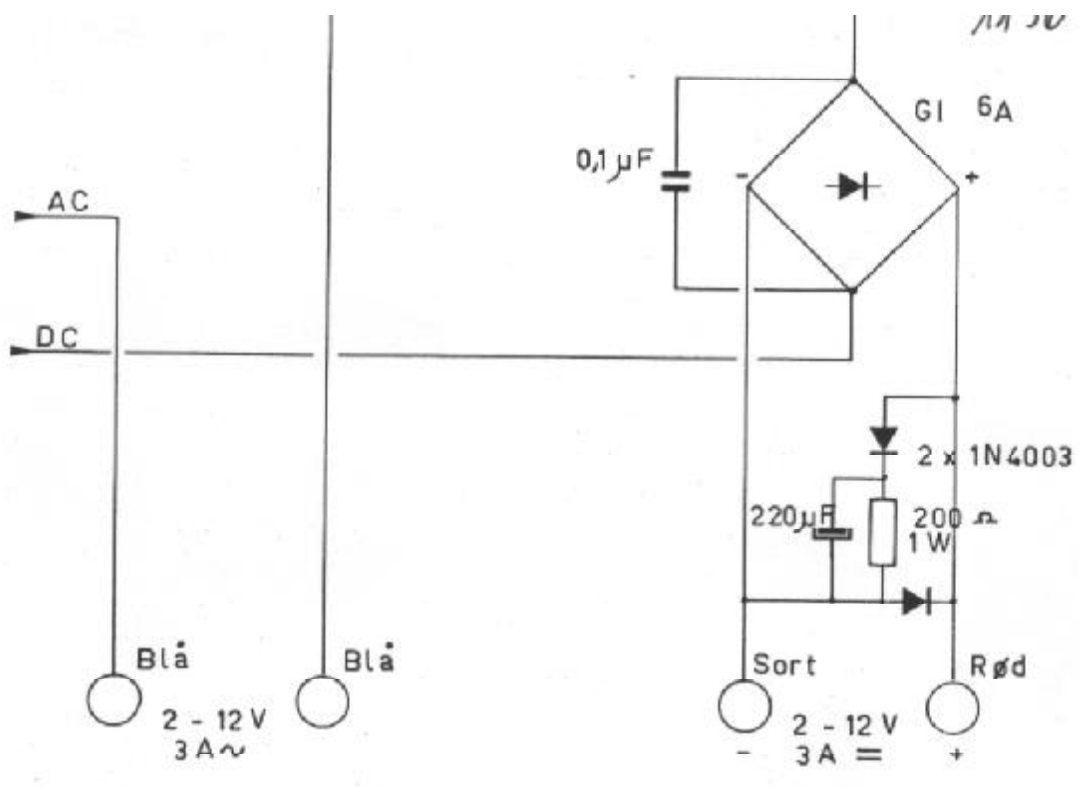 GI 6A
0,1 µF
-
+
AC
DC
2 x 1N4003
220µF
200 Ω
1 W
Blå
Blå
Sort
Rød
2 - 12 V
3 A ~
2 - 12 V
- 3 A = +